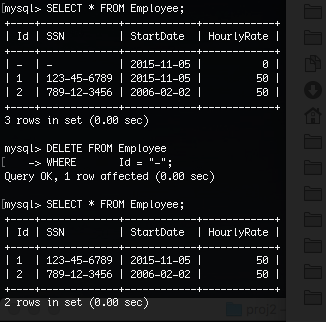 mysql> SELECT * FROM Employee;
+----+-------------+------------+------------+
| Id | SSN         | StartDate  | HourlyRate |
+----+-------------+------------+------------+
| -  | -           | 2015-11-05 |          0 |
| 1  | 123-45-6789 | 2015-11-05 |         50 |
| 2  | 789-12-3456 | 2006-02-02 |         50 |
+----+-------------+------------+------------+
3 rows in set (0.00 sec)
mysql> DELETE FROM Employee
-> WHERE      Id = "-";
Query OK, 1 row affected (0.00 sec)
mysql> SELECT * FROM Employee;
+----+-------------+------------+------------+
| Id | SSN         | StartDate  | HourlyRate |
+----+-------------+------------+------------+
| 1  | 123-45-6789 | 2015-11-05 |         50 |
| 2  | 789-12-3456 | 2006-02-02 |         50 |
+----+-------------+------------+------------+
2 rows in set (0.00 sec)
proj2 -